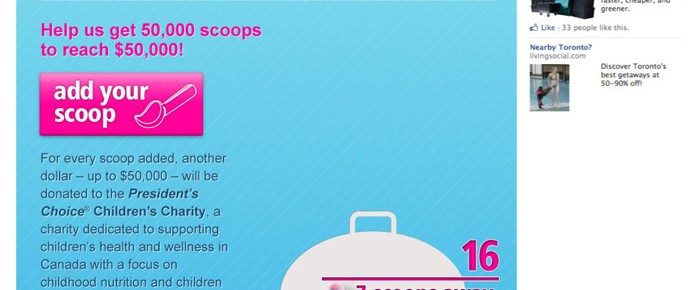 Help us get 50,000 scoops
to reach $50,000!
add your
scoop
For every scoop added, another
dollar – up to $50,000 – will be
donated to the President's
Choice® Children's Charity, a
charity dedicated to supporting
children's health and wellness in
Canada with a focus on
childhood nutrition and children
16
7 scoops away
faster, cheaper, and
greener.
Like · 33 people like this.
Nearby Toronto?
livingsocial.com
Discover Toronto's
best getaways at
50-90% off!